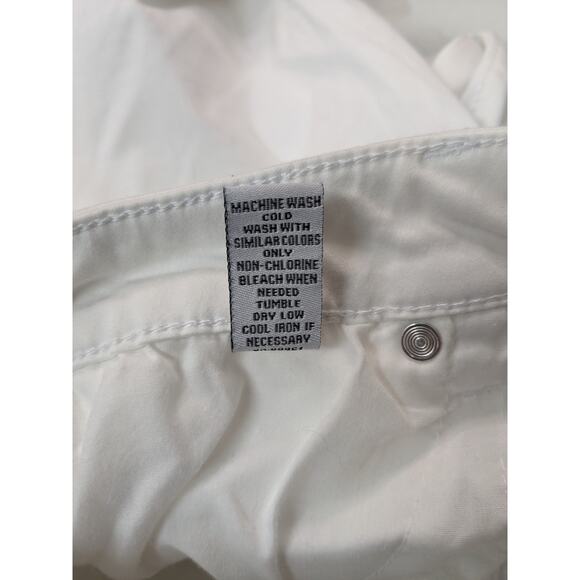 MACHINE WASH
COLD
WASH WITH
SIMILAR COLORS
ONLY
NON-CHLORINE
BLEACH WHEN
NEEDED
TUMBLE
DRY LOW
COOL IRON IF
NECESSARY